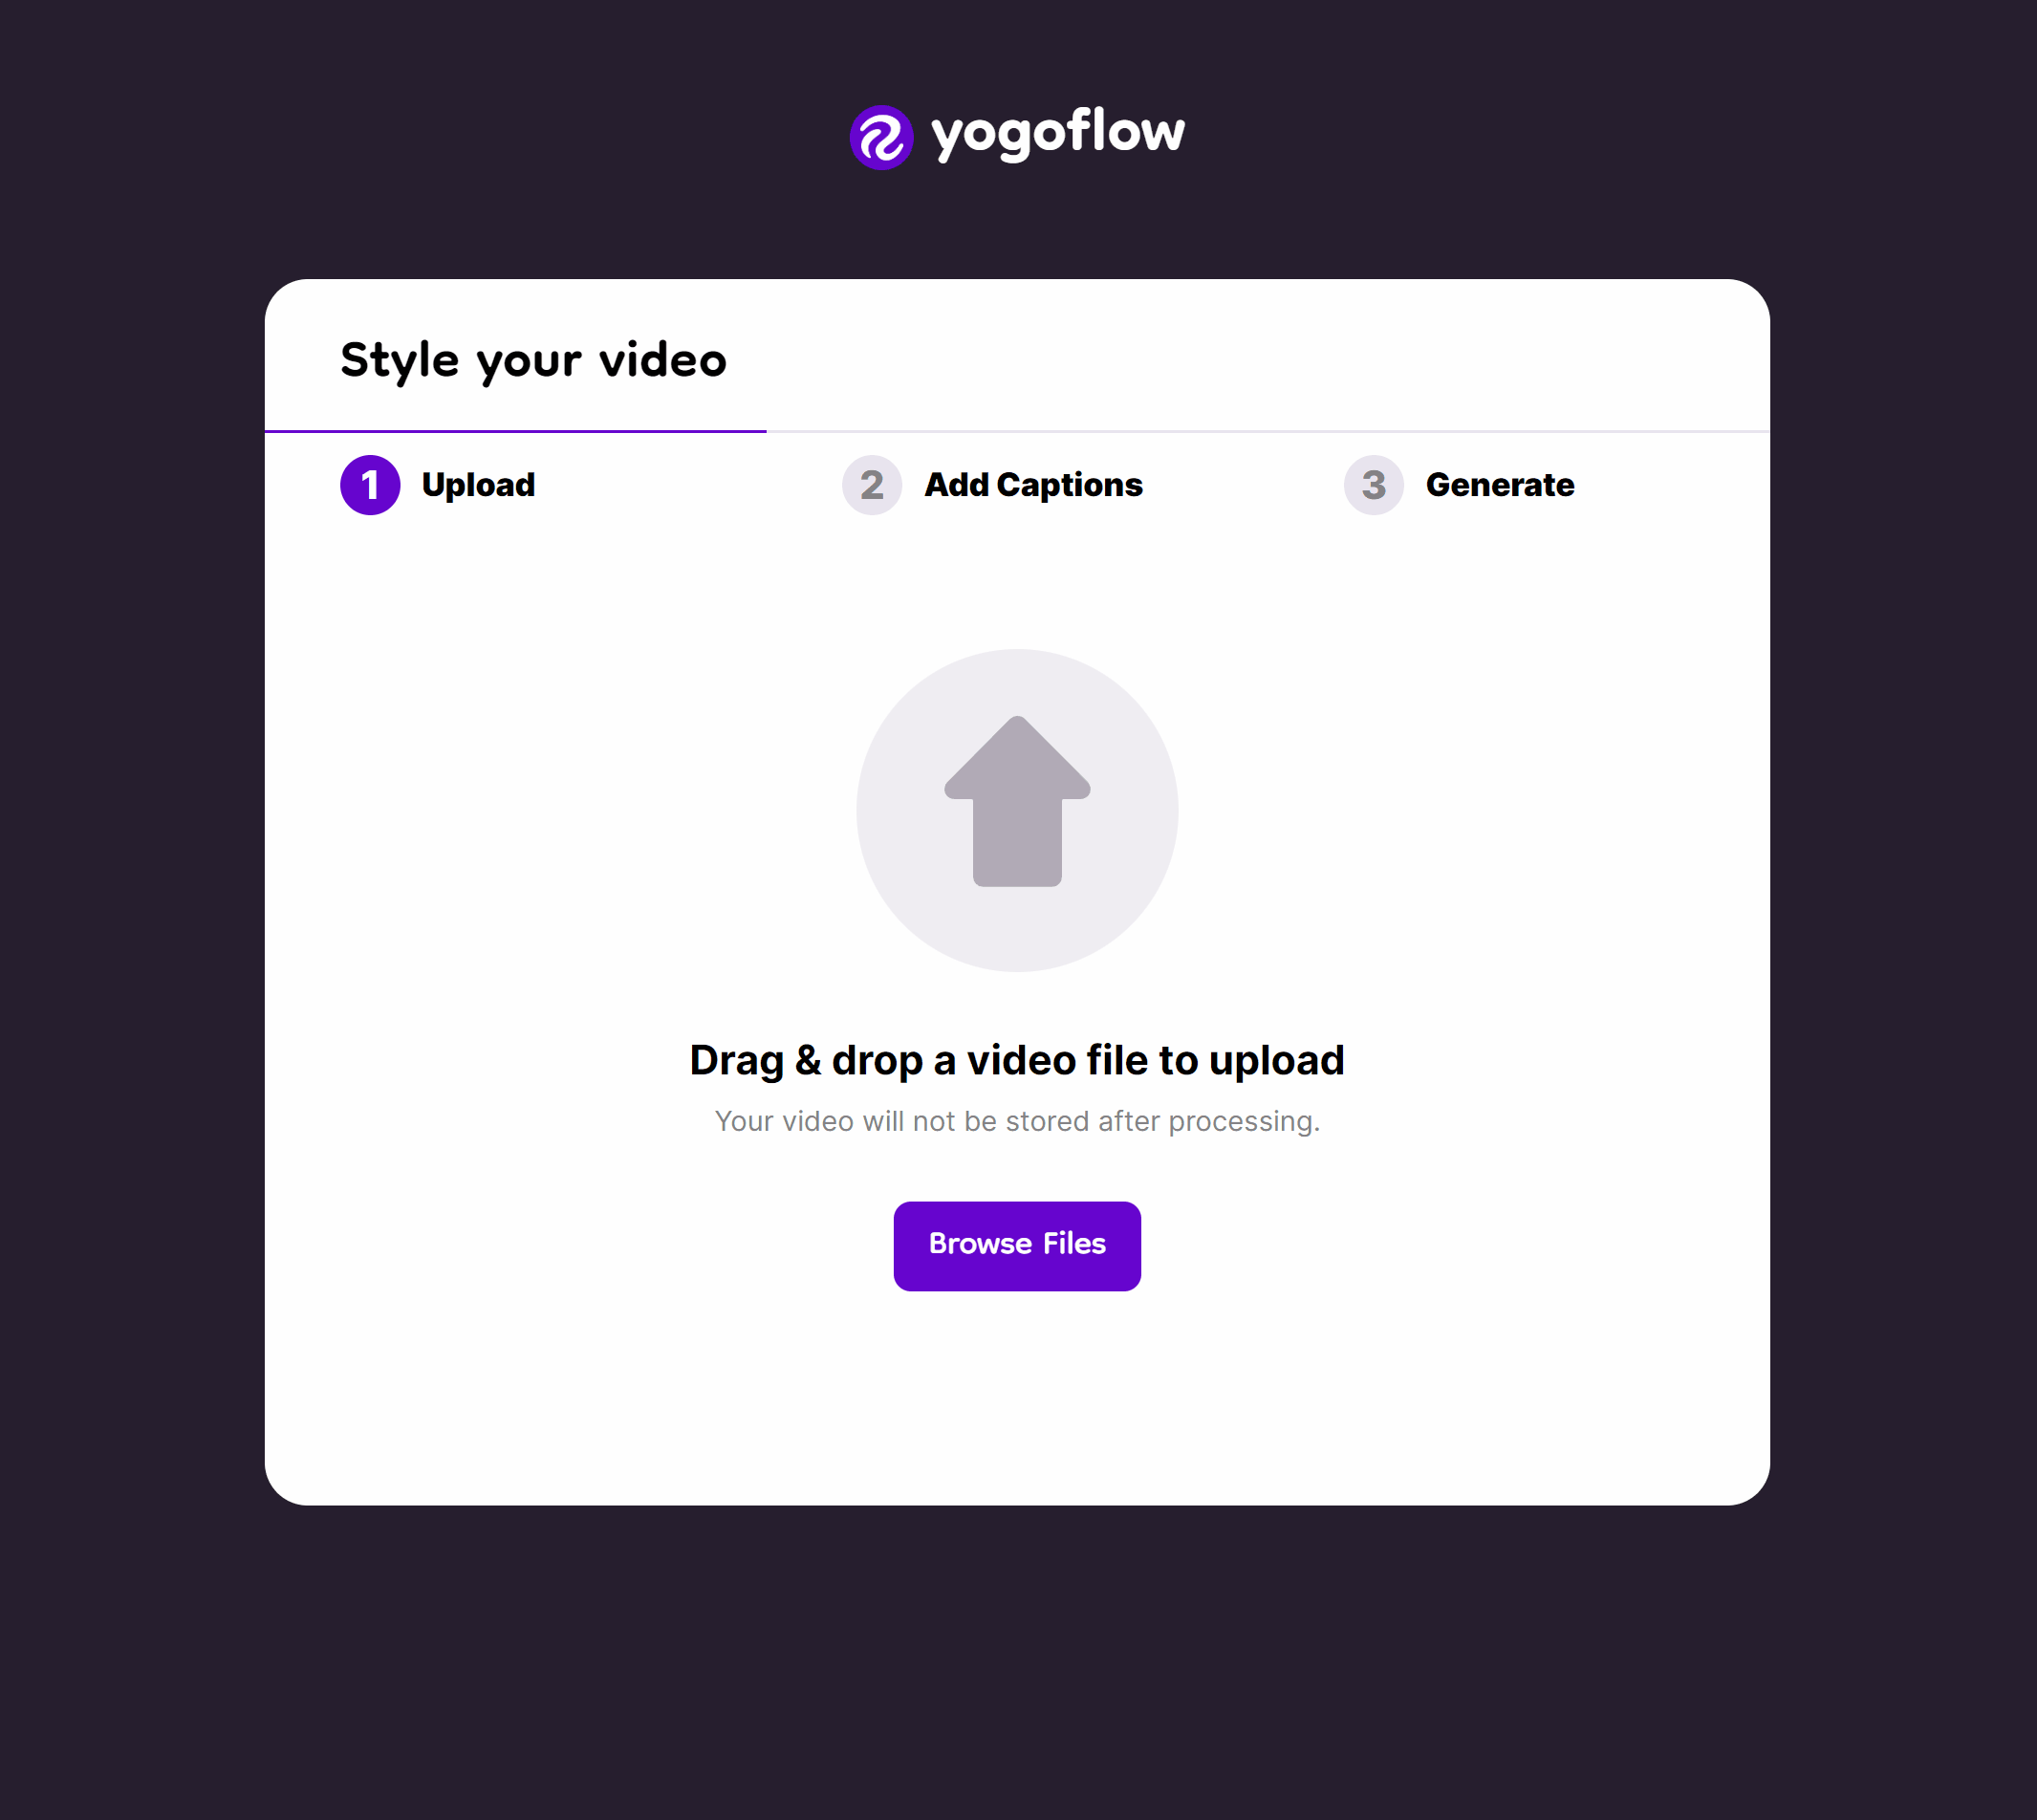 yogoflow
Style your video
1 Upload
2 Add Captions
3 Generate
Drag & drop a video file to upload
Your video will not be stored after processing.
Browse Files